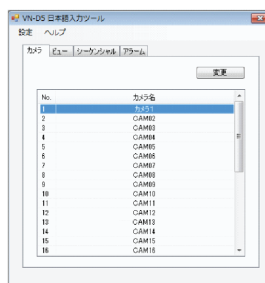 VN-D5 日本語入力ツール
設定 ヘルプ
カメラ ビュー シーケンシャル アラーム
変更
No. カメラ名
1 カメラ1
2 CAM02
3 CAM03
4 CAM04
5 CAM05
6 CAM06
7 CAM07
8 CAM08
9 CAM09
10 CAM10
11 CAM11
12 CAM12
13 CAM13
14 CAM14
15 CAM15
16 CAM16